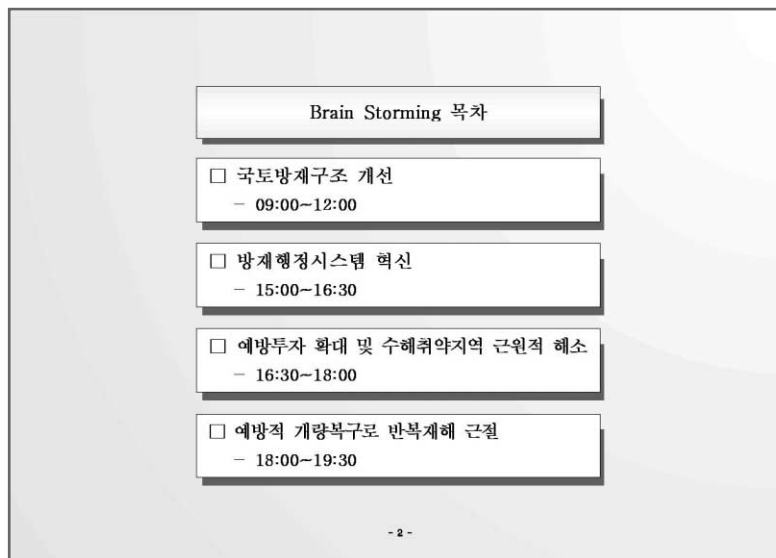 Brain Storming 목차
□ 국토방재구조 개선
- 09:00~12:00
□ 방재행정시스템 혁신
- 15:00~16:30
□ 예방투자 확대 및 수해취약지역 근원적 해소
- 16:30~18:00
□ 예방적 개량복구로 반복재해 근절
- 18:00~19:30
- 2 -